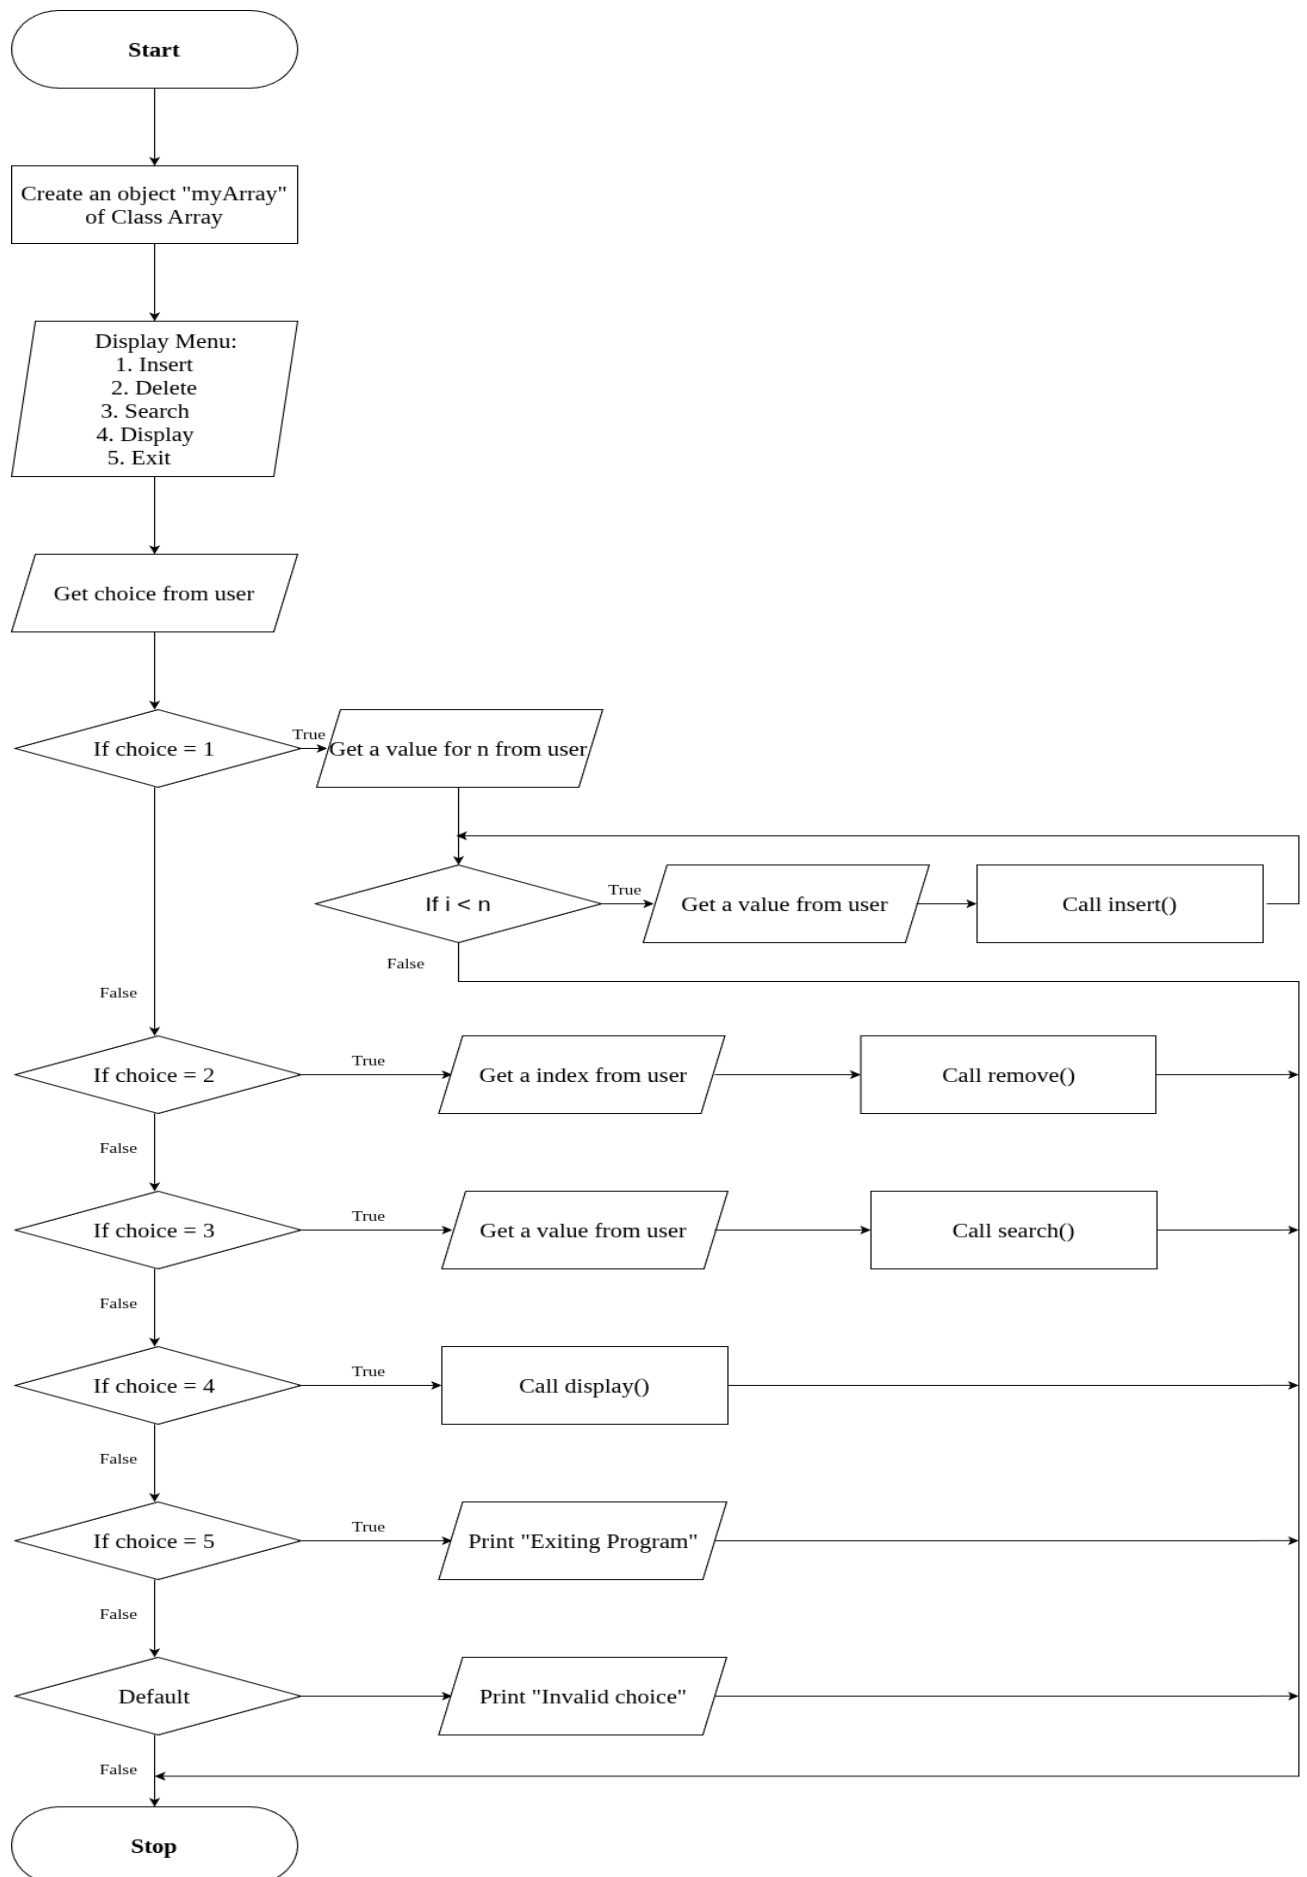 Start
Create an object "myArray"
of Class Array
Display Menu:
1. Insert
2. Delete
3. Search
4. Display
5. Exit
Get choice from user
If choice = 1
True
Get a value for n from user
If i < n
True
Get a value from user
Call insert()
False
False
If choice = 2
True
Get a index from user
Call remove()
False
If choice = 3
True
Get a value from user
Call search()
False
If choice = 4
True
Call display()
False
If choice = 5
True
Print "Exiting Program"
False
Default
Print "Invalid choice"
False
Stop